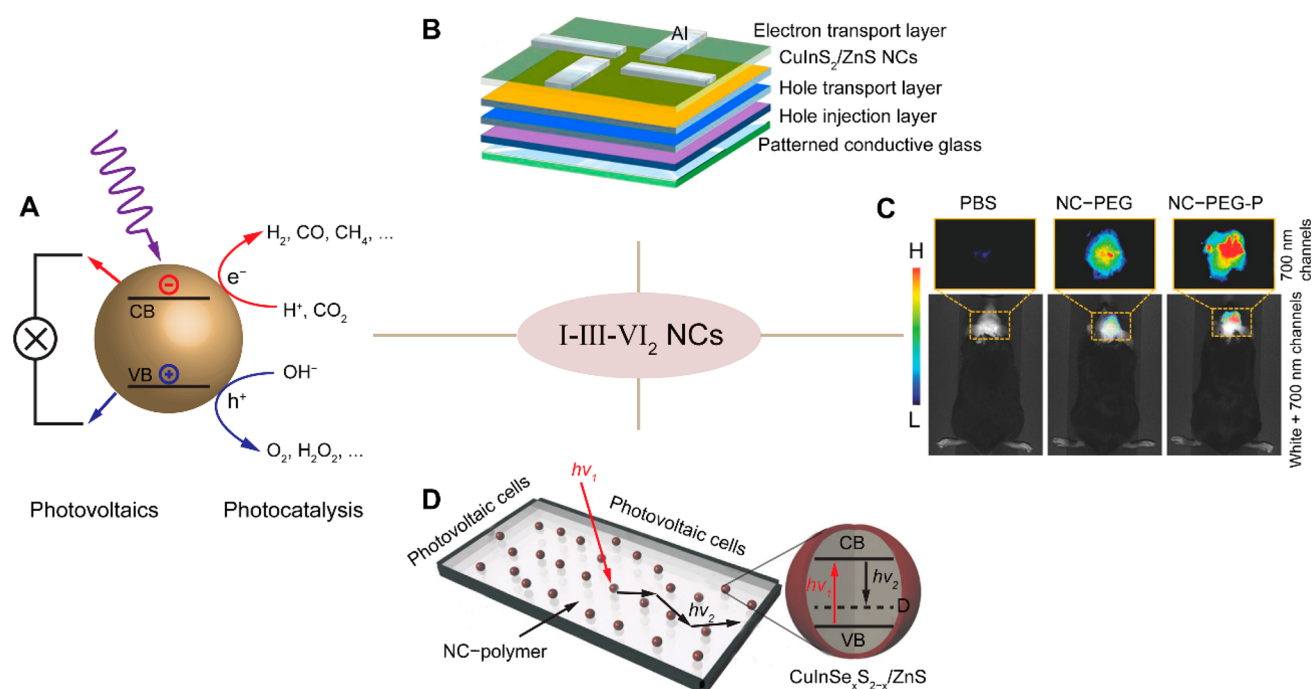 B
Al
Electron transport layer
CuInS₂/ZnS NCs
Hole transport layer
Hole injection layer
Patterned conductive glass
A
CB
VB
e⁻
h⁺
H₂, CO, CH₄, ...
H⁺, CO₂
OH⁻
O₂, H₂O₂, ...
Photovoltaics
Photocatalysis
I-III-VI₂ NCs
C
PBS
NC−PEG
NC−PEG-P
H
L
700 nm
channels
White + 700 nm channels
D
Photovoltaic cells
Photovoltaic cells
hv₁
hv₂
NC−polymer
CB
hv₁
hv₂
D
VB
CuInSeₓS₂₋ₓ/ZnS